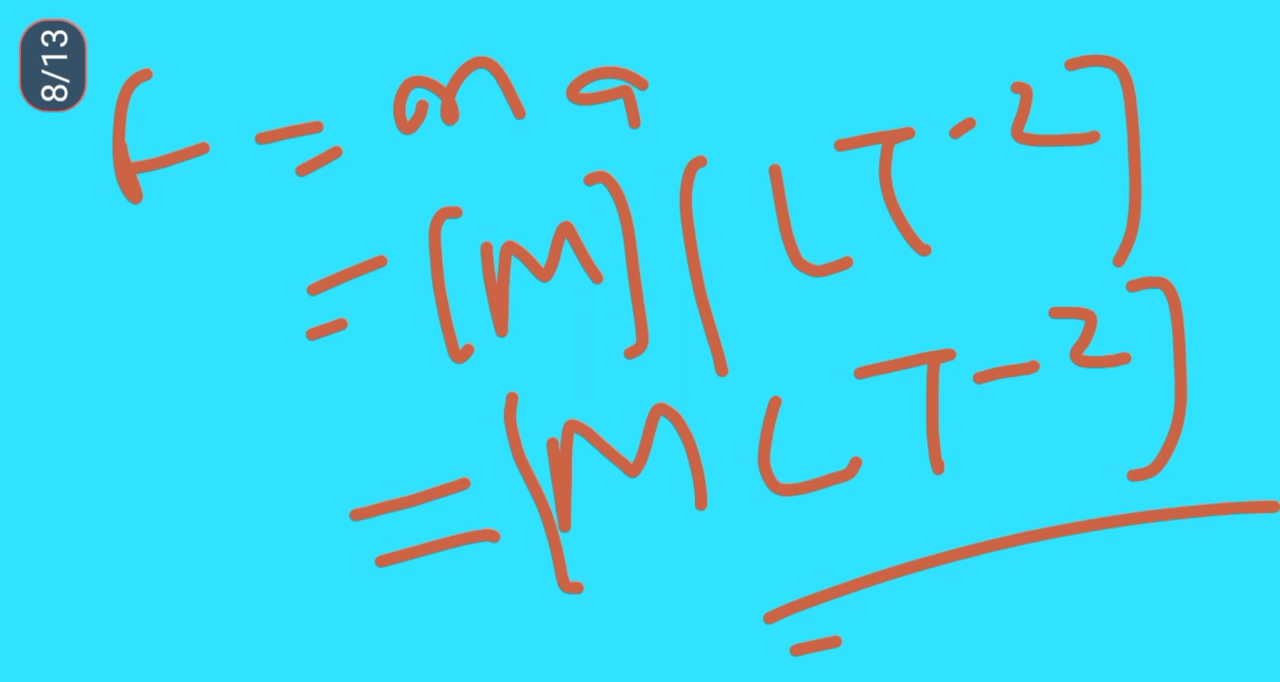 8/13
F = ma
= [M] [LT-2]
= [MLT-2]